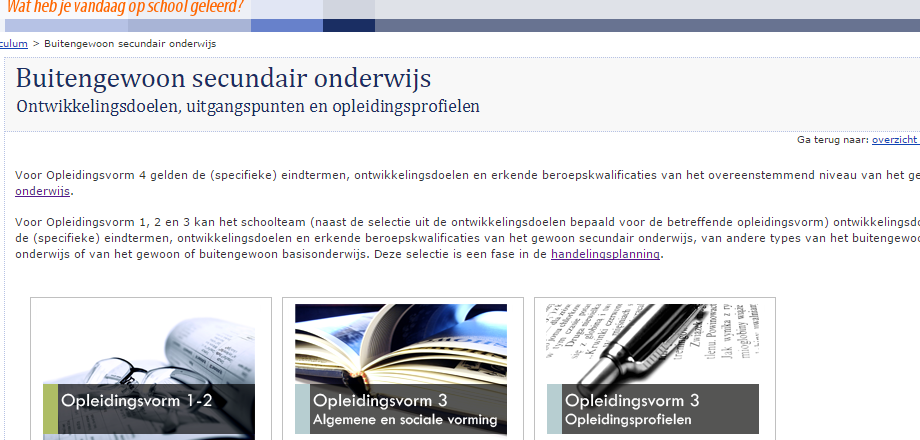 Wat heb je vandaag op school geleerd?
culum > Buitengewoon secundair onderwijs
Buitengewoon secundair onderwijs
Ontwikkelingsdoelen, uitgangspunten en opleidingsprofielen
Ga terug naar: overzicht
Voor Opleidingsvorm 4 gelden de (specifieke) eindtermen, ontwikkelingsdoelen en erkende beroepskwalificaties van het overeenstemmend niveau van het ge
onderwijs.
Voor Opleidingsvorm 1, 2 en 3 kan het schoolteam (naast de selectie uit de ontwikkelingsdoelen bepaald voor de betreffende opleidingsvorm) ontwikkelingsdo
de (specifieke) eindtermen, ontwikkelingsdoelen en erkende beroepskwalificaties van het gewoon secundair onderwijs, van andere types van het buitengewoo
onderwijs of van het gewoon of buitengewoon basisonderwijs. Deze selectie is een fase in de handelingsplanning.
Opleidingsvorm 1-2
Opleidingsvorm 3
Algemene en sociale vorming
Opleidingsvorm 3
Opleidingsprofielen